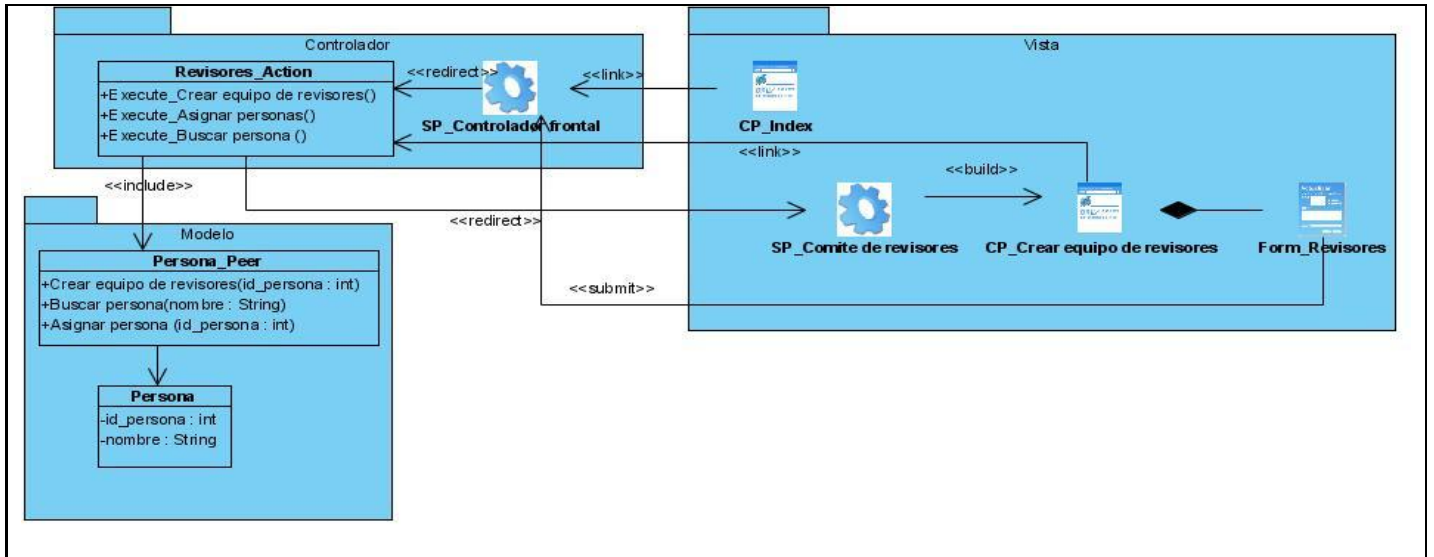 Controlador
Revisores_Action
+Execute_Crear equipo de revisores()
+Execute_Asignar personas()
+Execute_Buscar persona ()
<<redirect>>
SP_Controlador frontal
<<link>>
Vista
CP_Index
<<link>>
<<build>>
SP_Comite de revisores
CP_Crear equipo de revisores
Form_Revisores
<<include>>
<<redirect>>
<<submit>>
Modelo
Persona_Peer
+Crear equipo de revisores(id_persona : int)
+Buscar persona(nombre : String)
+Asignar persona (id_persona : int)
Persona
-id_persona : int
-nombre : String